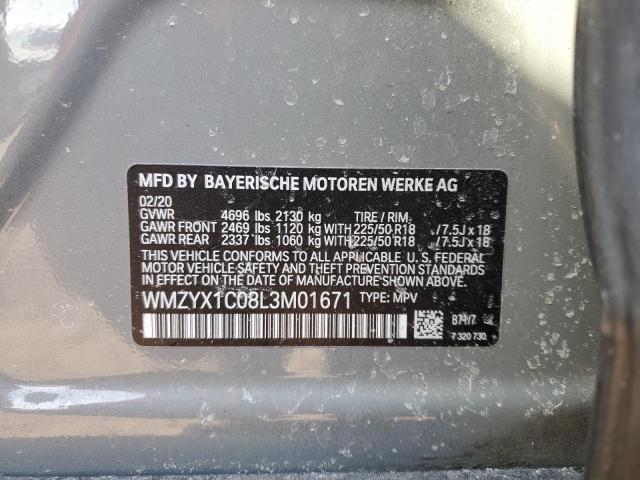 MFD BY BAYERISCHE MOTOREN WERKE AG
02/20
GVWR 4696 lbs 2130 kg TIRE / RIM
GAWR FRONT 2469 lbs 1120 kg WITH 225/50 R18 /7.5J x 18
GAWR REAR 2337 lbs 1060 kg WITH 225/50 R18 /7.5J x 18
THIS VEHICLE CONFORMS TO ALL APPLICABLE U. S. FEDERAL
MOTOR VEHICLE SAFETY, BUMPER, AND THEFT PREVENTION
STANDARDS IN EFFECT ON THE DATE OF MANUFACTURE
SHOWN ABOVE.
WMZYX1C08L3M01671 TYPE: MPV
7 320 730